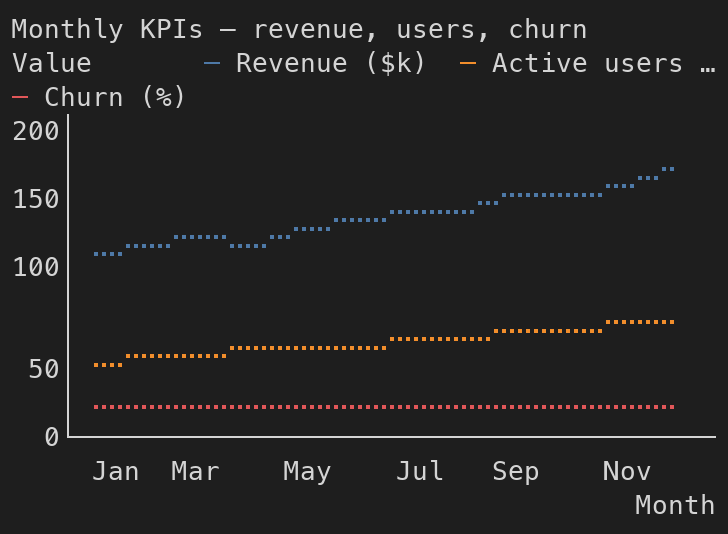 Monthly KPIs — revenue, users, churn
Value — Revenue ($k) — Active users …
— Churn (%)
200
150
100
50
0
Jan Mar May Jul Sep Nov
Month